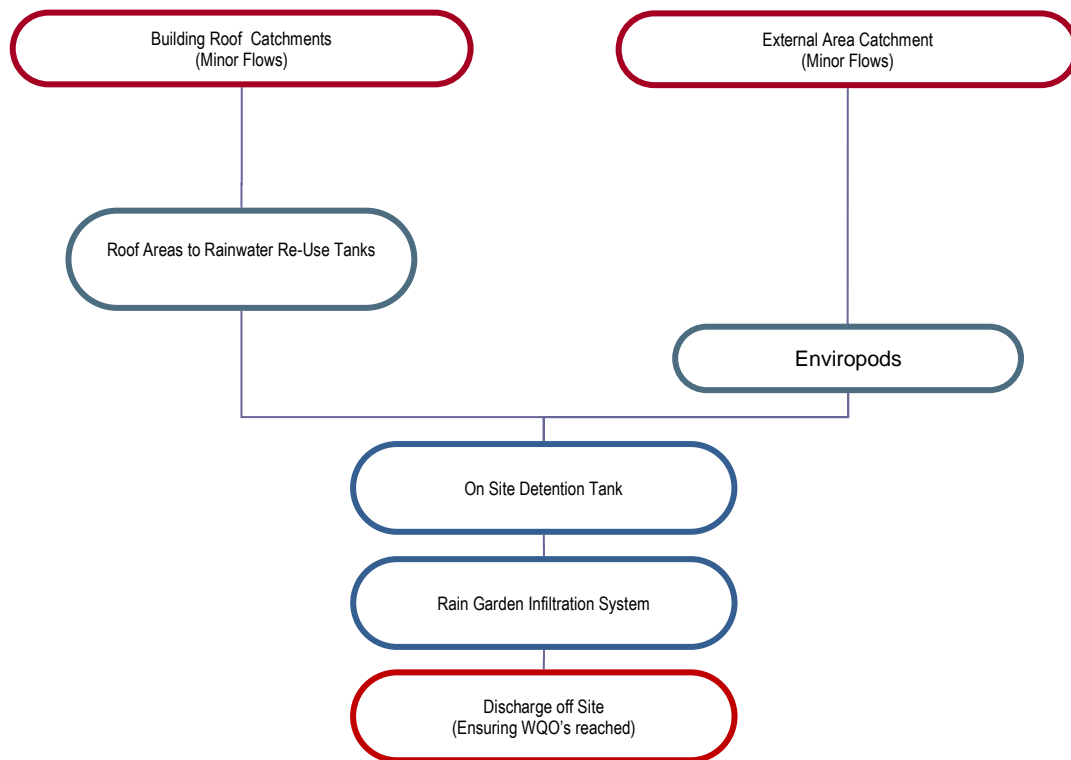 Building Roof  Catchments
(Minor Flows)
External Area Catchment
(Minor Flows)
Roof Areas to Rainwater Re-Use Tanks
Enviropods
On Site Detention Tank
Rain Garden Infiltration System
Discharge off Site
(Ensuring WQO's reached)